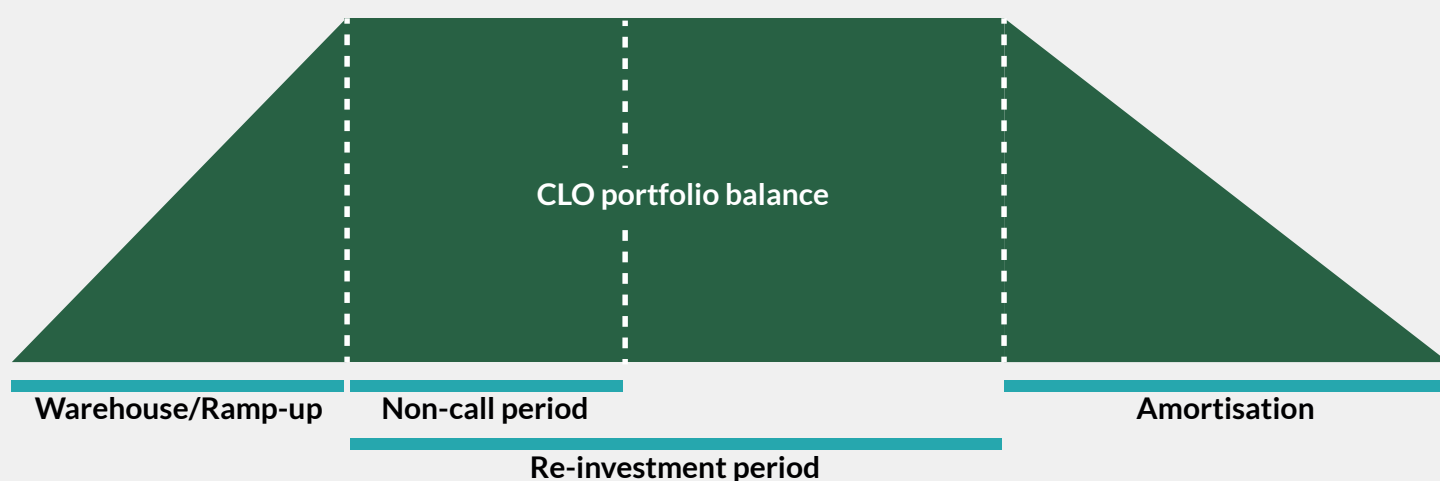 CLO portfolio balance
Warehouse/Ramp-up
Non-call period
Amortisation
Re-investment period